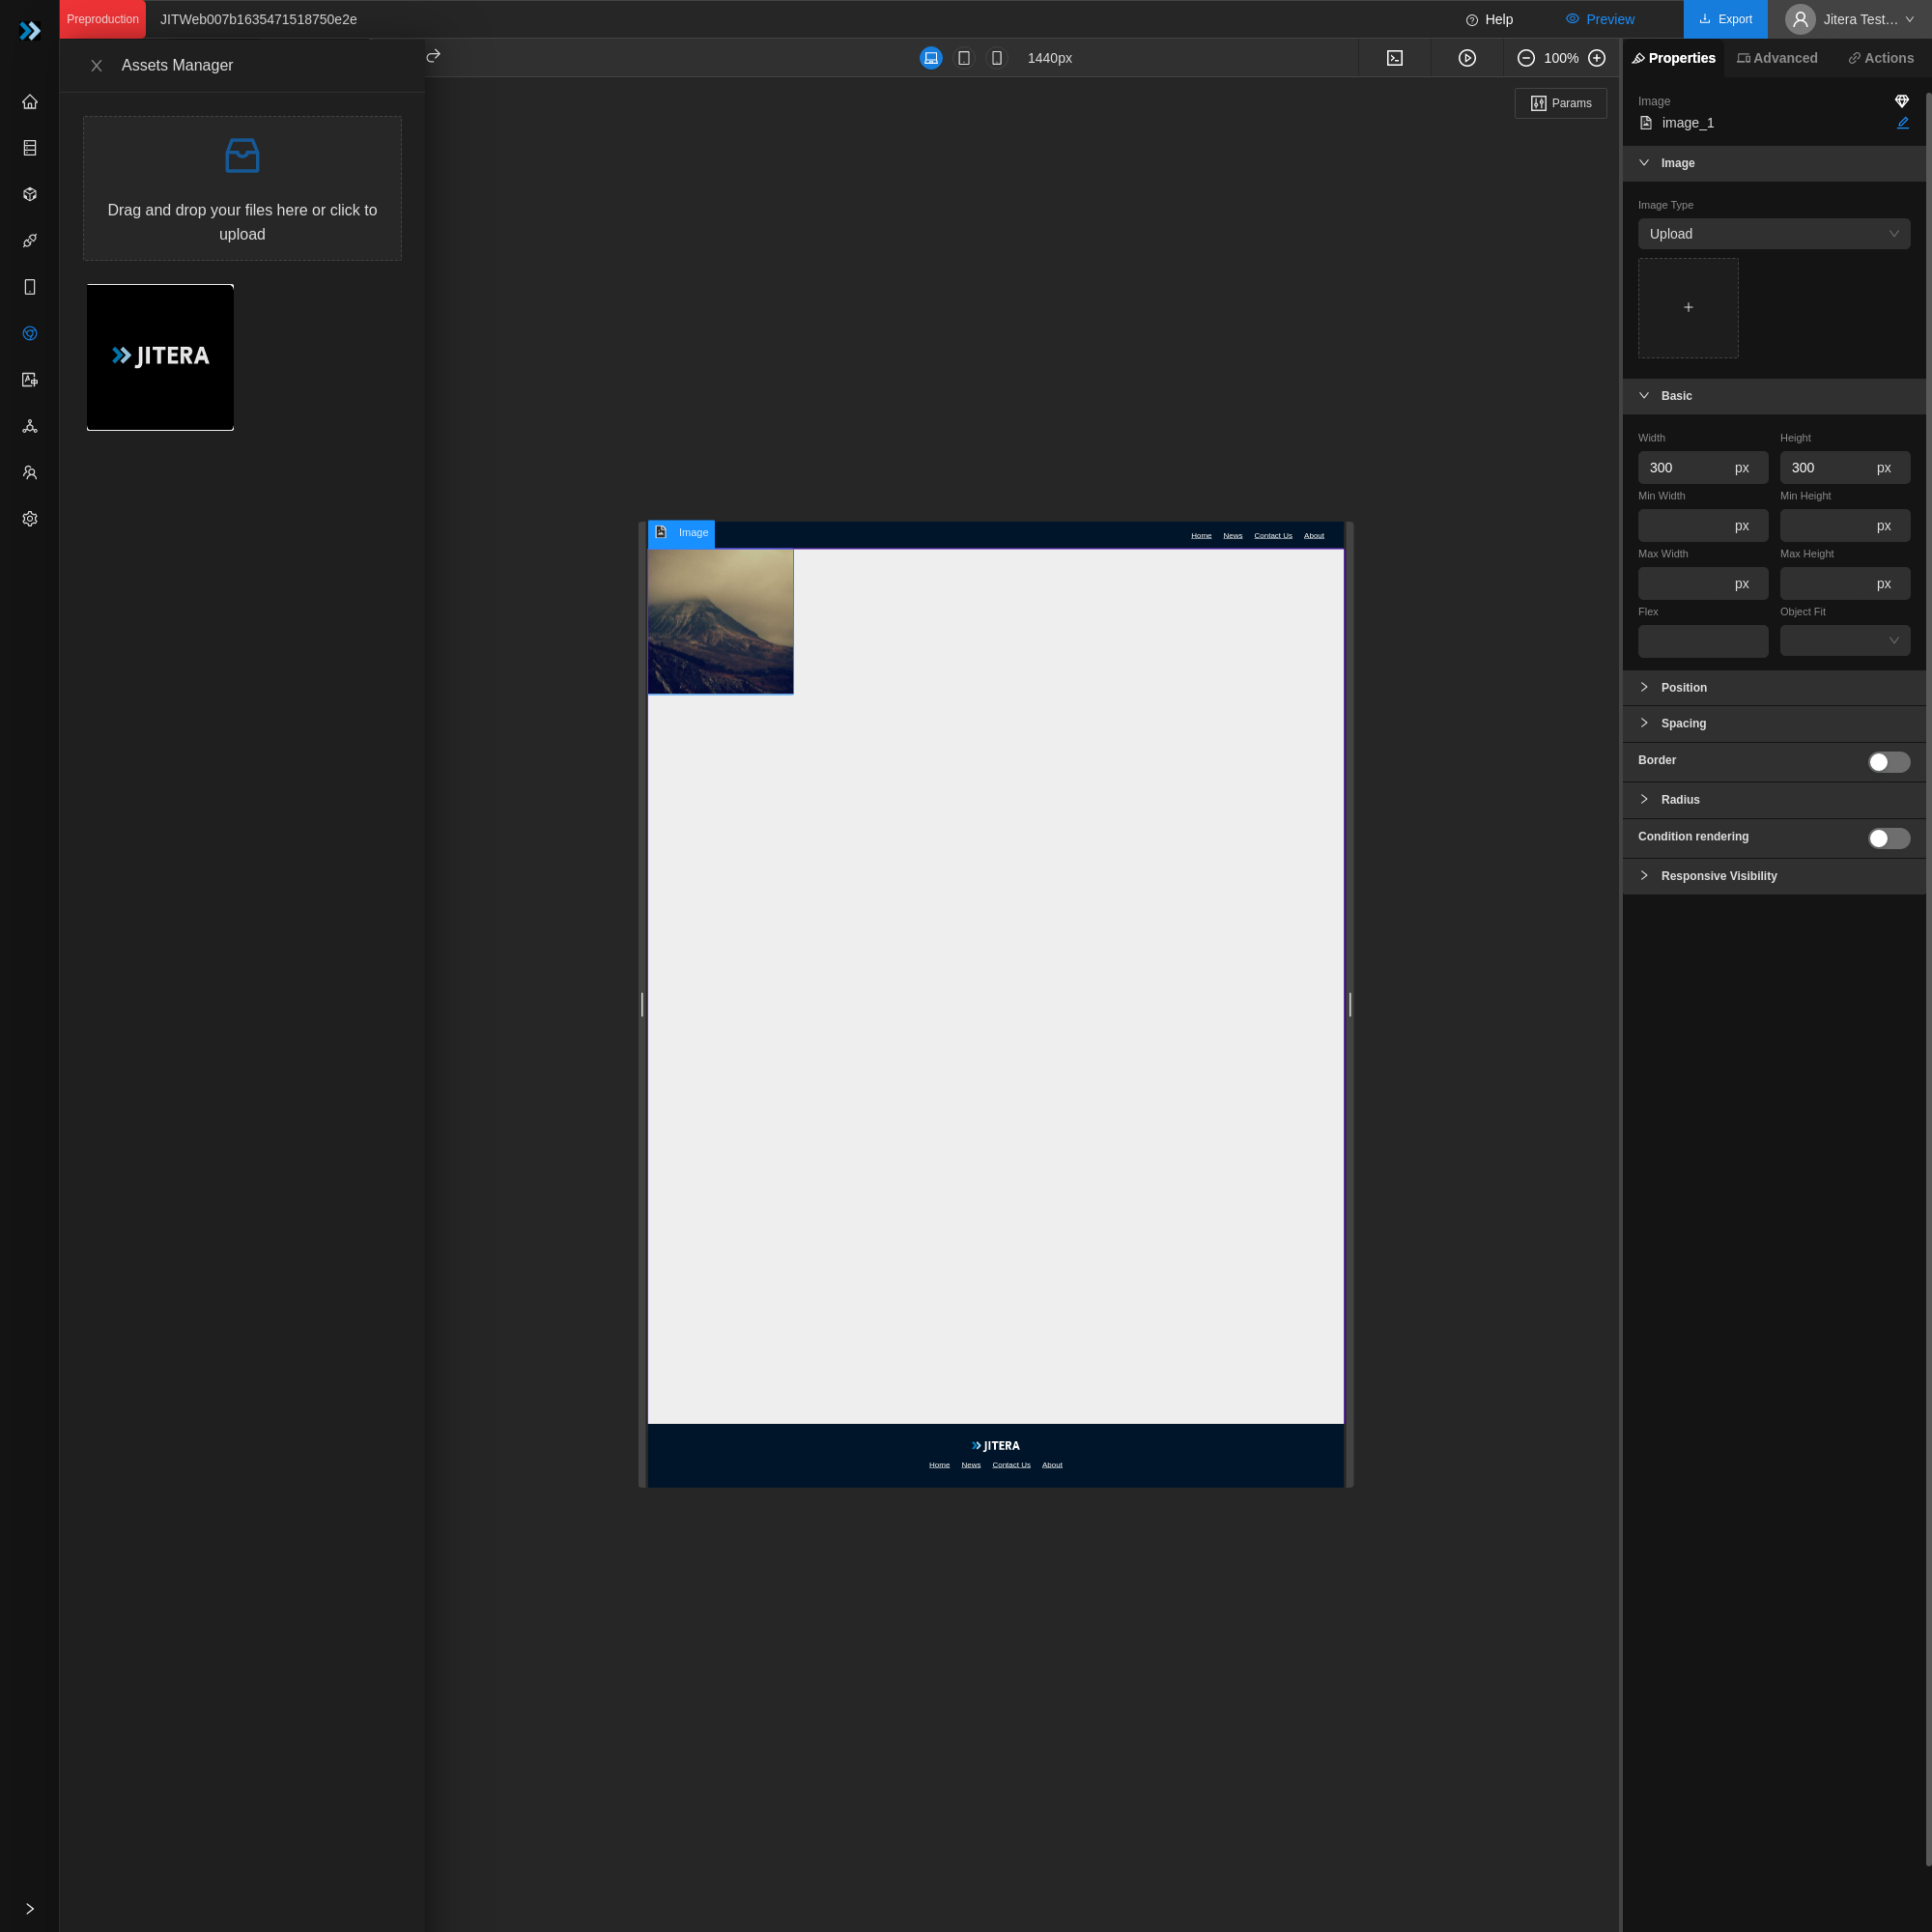 Preproduction
JITWeb007b1635471518750e2e
Help
Preview
Export
Jitera Test...
Assets Manager
1440px
100%
Properties
Advanced
Actions
Drag and drop your files here or click to
upload
JITERA
Params
Image
image_1
Image
Image Type
Upload
Basic
Width
Height
300 px
300 px
Min Width
Min Height
px
px
Max Width
Max Height
px
px
Flex
Object Fit
Position
Spacing
Border
Radius
Condition rendering
Responsive Visibility
Image
Home News Contact Us About
JITERA
Home News Contact Us About